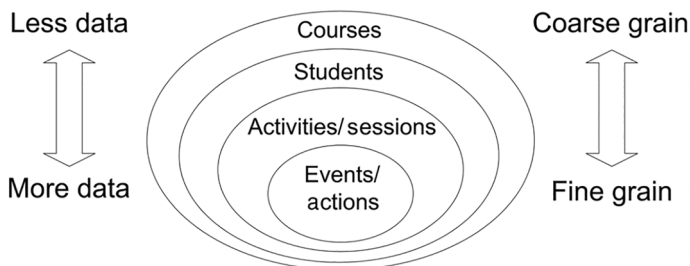 Less data
Courses
Coarse grain
Students
Activities/sessions
More data
Events/
actions
Fine grain